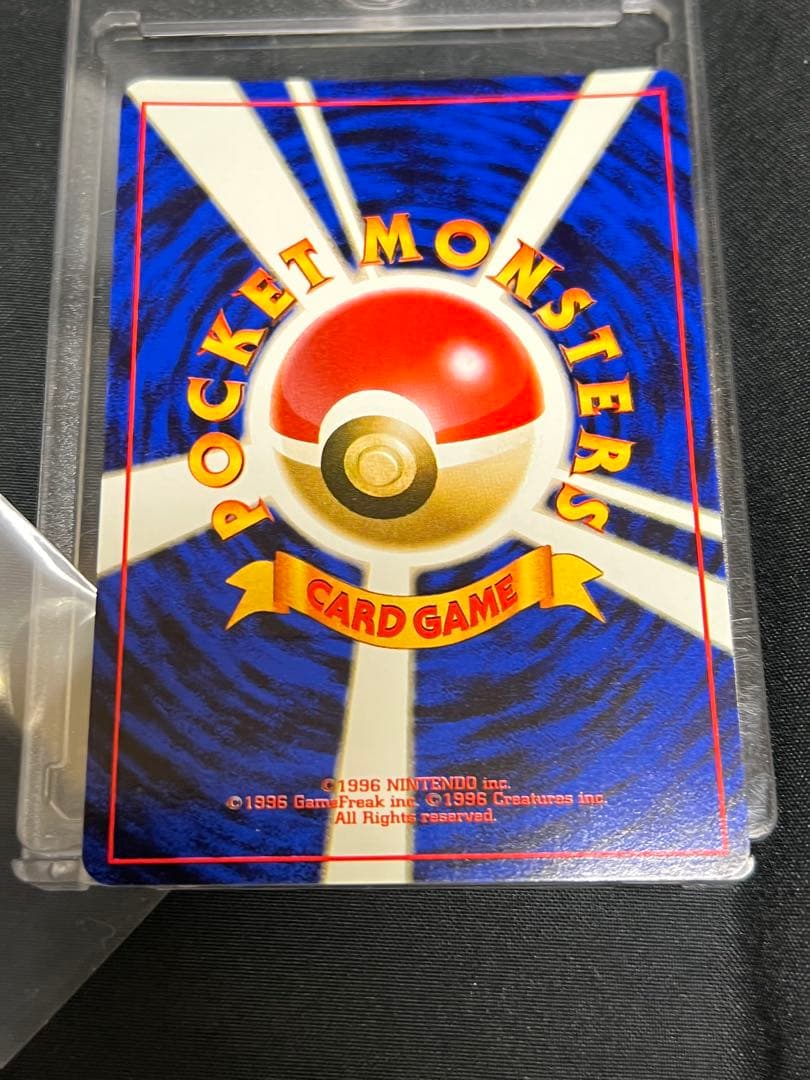 POCKET MONSTERS
CARD GAME
©1996 NINTENDO inc.
©1996 GameFreak inc. ©1996 Creatures inc.
All Rights reserved.